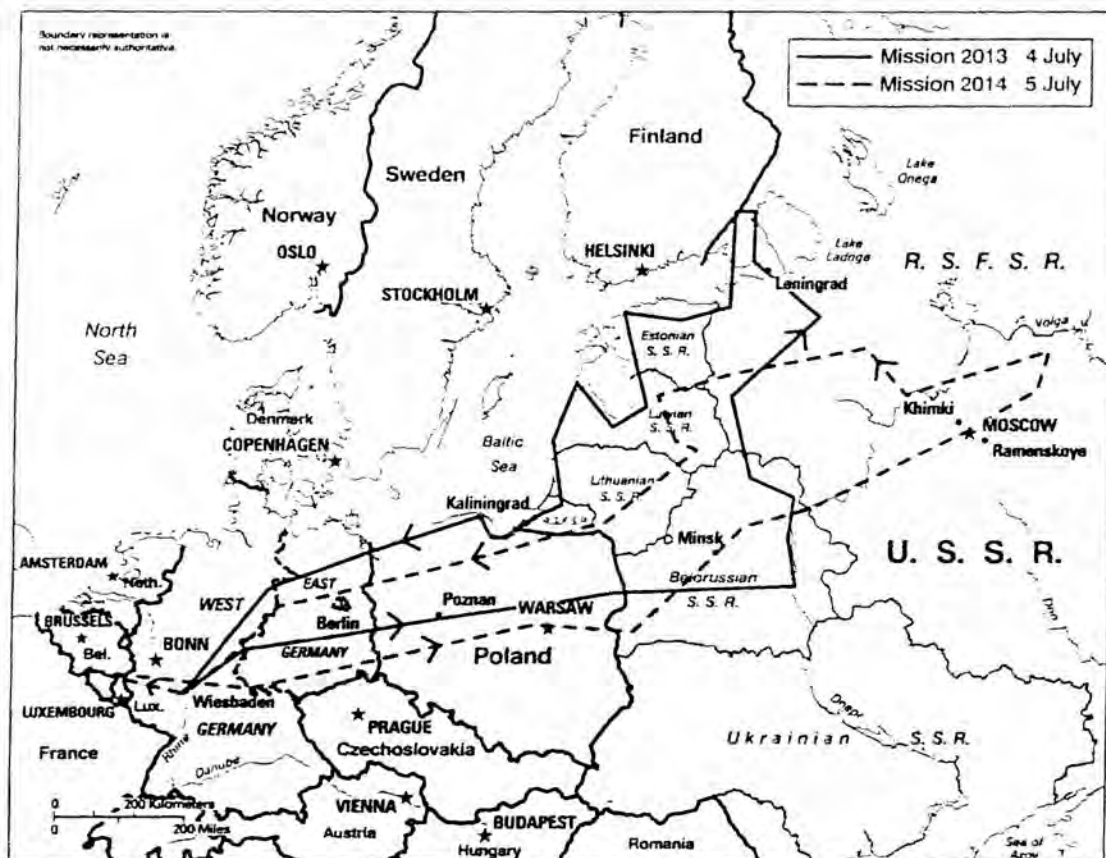 Boundary representation is
not necessarily authoritative.
Mission 2013 4 July
Mission 2014 5 July
Finland
Sweden
Norway
OSLO
HELSINKI
STOCKHOLM
Lake
Onega
Lake
Ladoga
Leningrad
R. S. F. S. R.
Volga
North
Sea
Estonian
S.S.R.
Latvian
S.S.R.
Khimki
MOSCOW
Ramenskoye
Denmark
COPENHAGEN
Baltic
Sea
Lithuanian
S.S.R.
Kaliningrad
Minsk
U. S. S. R.
AMSTERDAM
Neth.
EAST
WEST
Belorussian
S.S.R.
Poznan
WARSAW
Berlin
BRUSSELS
Bel.
BONN
GERMANY
Poland
Wiesbaden
LUXEMBOURG
Lux.
GERMANY
PRAGUE
Czechoslovakia
France
Rhine
Danube
Dnepr
Ukrainian S.S.R.
Don
0 200 Kilometers
0 200 Miles
VIENNA
Austria
BUDAPEST
Hungary
Romania
Sea of